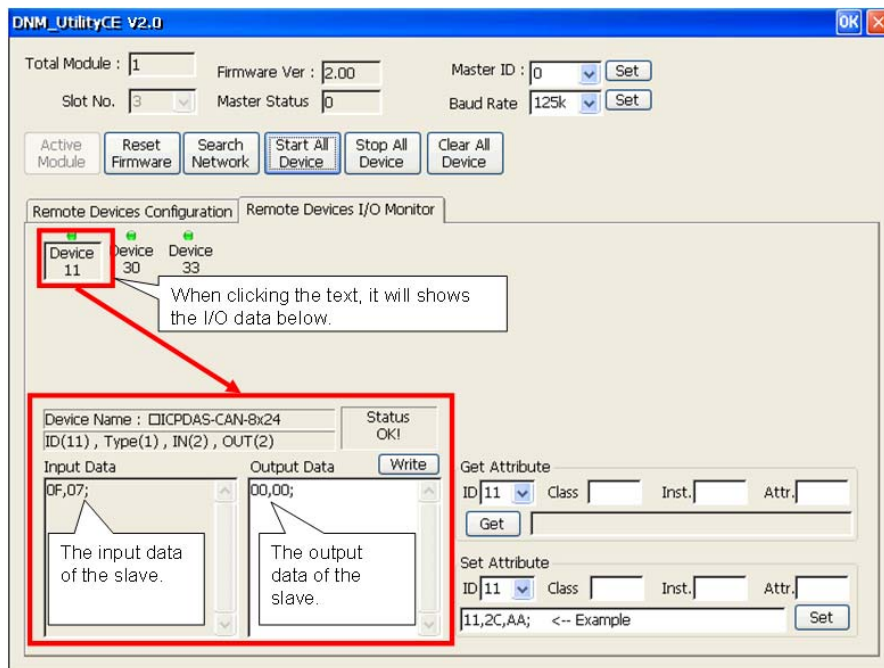 DNM_UtilityCE V2.0
OK
Total Module : 1
Firmware Ver : 2.00
Master ID : 0
Set
Slot No. 3
Master Status 0
Baud Rate 125k
Set
Active Module
Reset Firmware
Search Network
Start All Device
Stop All Device
Clear All Device
Remote Devices Configuration
Remote Devices I/O Monitor
Device 11
Device 30
Device 33
When clicking the text, it will shows
the I/O data below.
Device Name : □ICPDAS-CAN-8x24
Status
OK!
ID(11) , Type(1) , IN(2) , OUT(2)
Input Data
Output Data
Write
0F,07;
00,00;
The input data
of the slave.
The output
data of the
slave.
Get Attribute
ID 11 Class Inst. Attr.
Get
Set Attribute
ID 11 Class Inst. Attr.
11,2C,AA; <-- Example
Set